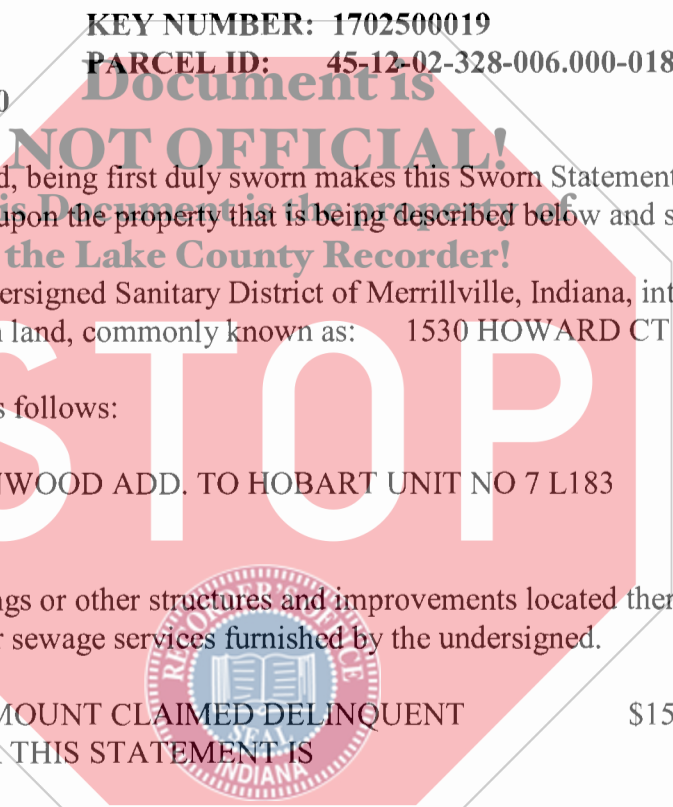 KEY NUMBER: 1702500019
PARCEL ID: 45-12-02-328-006.000-018
Document is
0
NOT OFFICIAL!
d, being first duly sworn makes this Sworn Statement
This Document is the property of
upon the property that is being described below and s
the Lake County Recorder!
ersigned Sanitary District of Merrillville, Indiana, int
n land, commonly known as: 1530 HOWARD CT
s follows:
STOP
NWOOD ADD. TO HOBART UNIT NO 7 L183
ngs or other structures and improvements located ther
r sewage services furnished by the undersigned.
RECORDER'S OFFICE
MOUNT CLAIMED DELINQUENT $15
SEAL
THIS STATEMENT IS
INDIANA